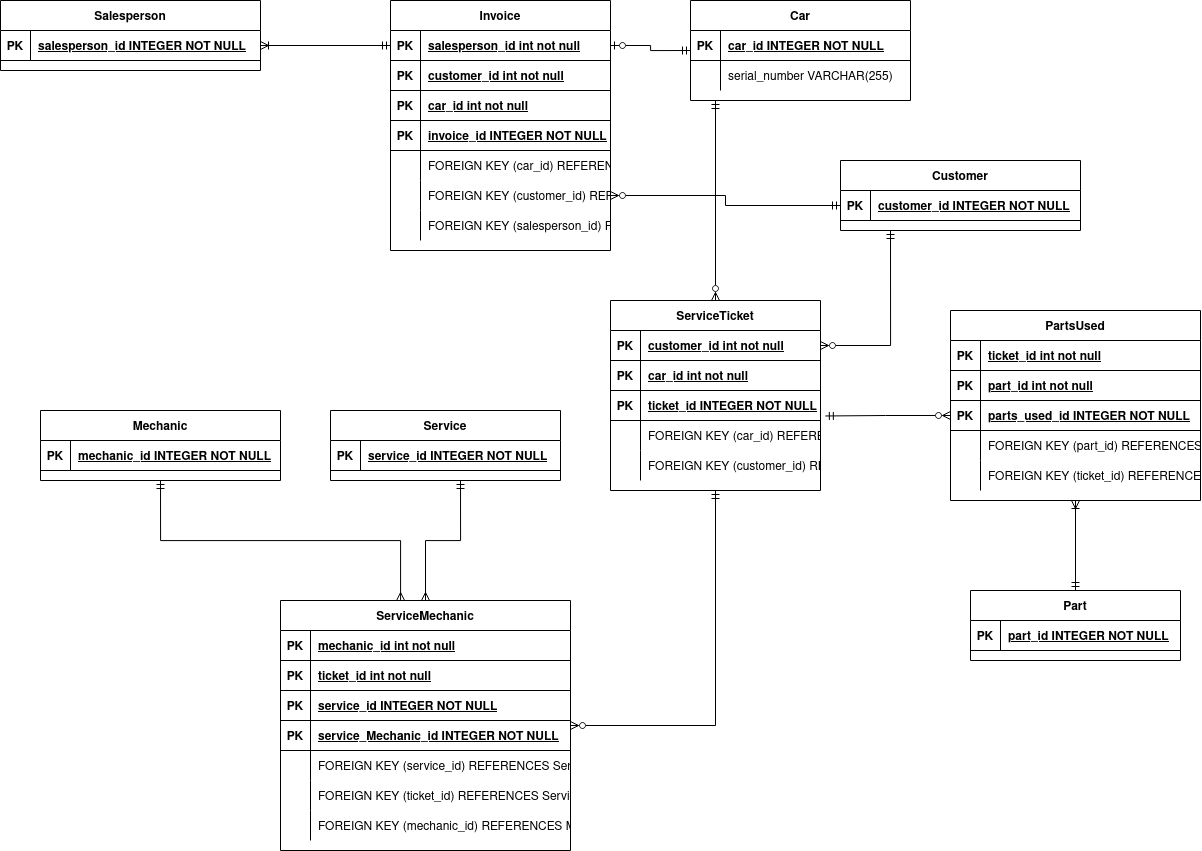 Salesperson
PK salesperson_id INTEGER NOT NULL
Invoice
PK salesperson_id int not null
PK customer_id int not null
PK car_id int not null
PK invoice_id INTEGER NOT NULL
FOREIGN KEY (car_id) REFEREN
FOREIGN KEY (customer_id) REF
FOREIGN KEY (salesperson_id) R
Car
PK car_id INTEGER NOT NULL
serial_number VARCHAR(255)
Customer
PK customer_id INTEGER NOT NULL
ServiceTicket
PK customer_id int not null
PK car_id int not null
PK ticket_id INTEGER NOT NULL
FOREIGN KEY (car_id) REFERE
FOREIGN KEY (customer_id) RE
PartsUsed
PK ticket_id int not null
PK part_id int not null
PK parts_used_id INTEGER NOT NULL
FOREIGN KEY (part_id) REFERENCES
FOREIGN KEY (ticket_id) REFERENCE
Mechanic
PK mechanic_id INTEGER NOT NULL
Service
PK service_id INTEGER NOT NULL
Part
PK part_id INTEGER NOT NULL
ServiceMechanic
PK mechanic_id int not null
PK ticket_id int not null
PK service_id INTEGER NOT NULL
PK service_Mechanic_id INTEGER NOT NULL
FOREIGN KEY (service_id) REFERENCES Ser
FOREIGN KEY (ticket_id) REFERENCES Servi
FOREIGN KEY (mechanic_id) REFERENCES M